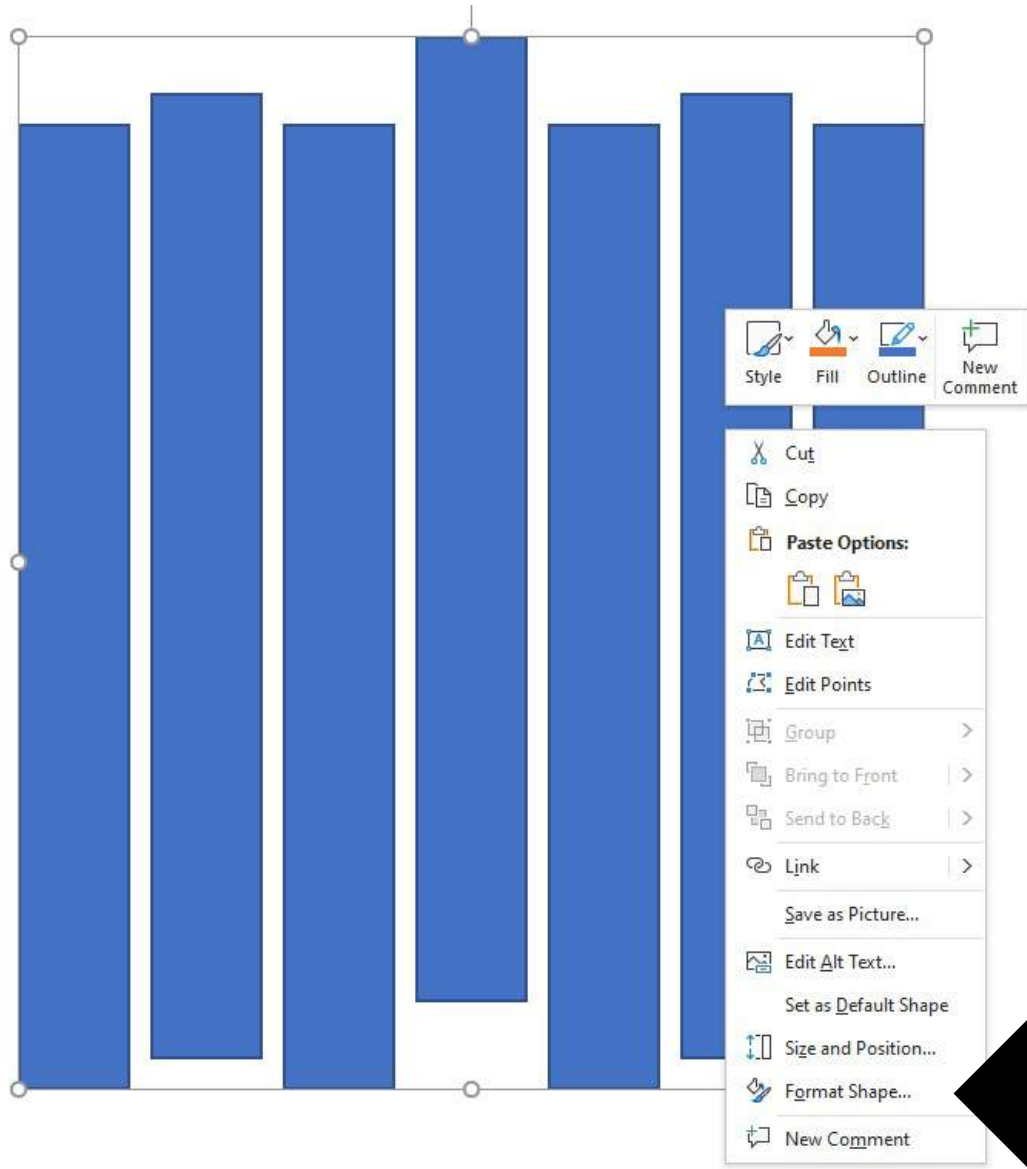 Style Fill Outline New Comment
Cut
Copy
Paste Options:
A
Edit Text
Edit Points
Group
Bring to Front
Send to Back
Link
Save as Picture...
Edit Alt Text...
Set as Default Shape
Size and Position...
Format Shape...
New Comment